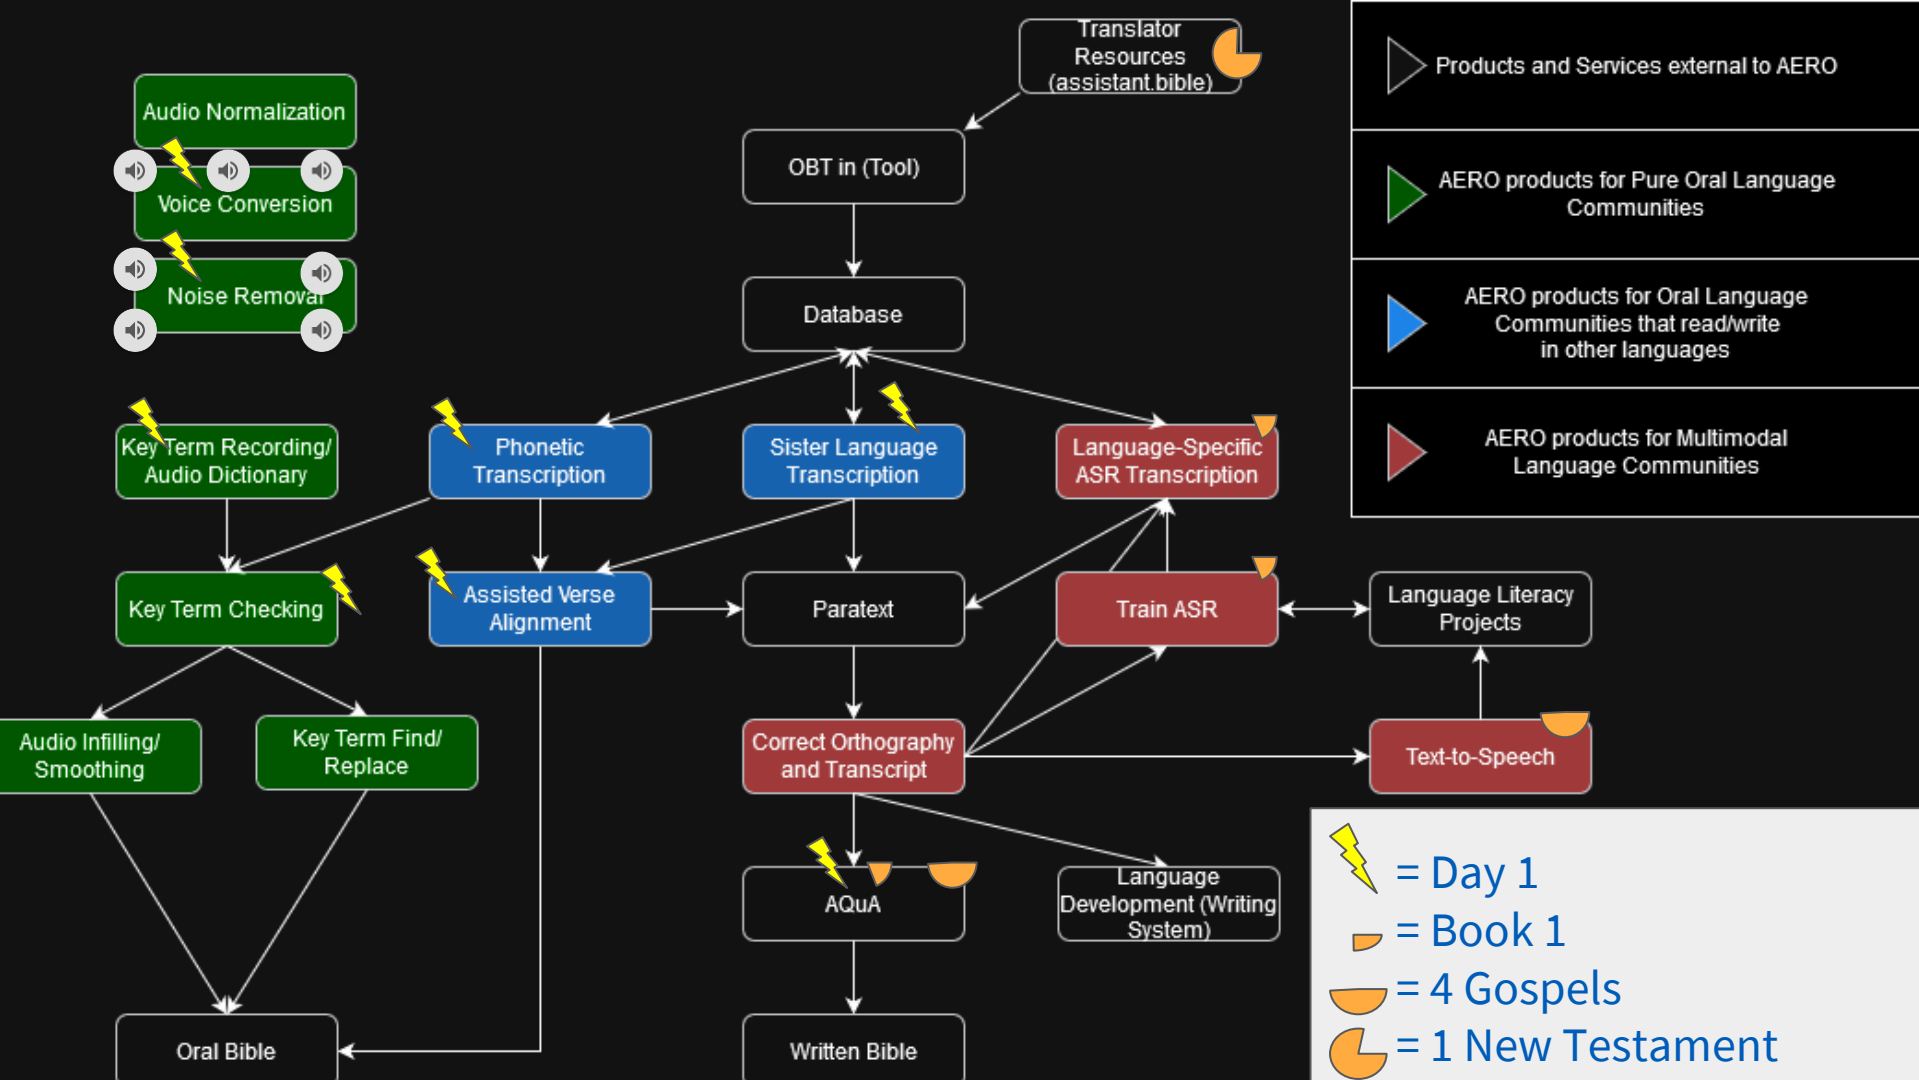 Translator
Resources
(assistant.bible)
Products and Services external to AERO
Audio Normalization
OBT in (Tool)
AERO products for Pure Oral Language
Communities
Voice Conversion
Noise Removal
Database
AERO products for Oral Language
Communities that read/write
in other languages
Key Term Recording/
Audio Dictionary
Phonetic
Transcription
Sister Language
Transcription
Language-Specific
ASR Transcription
AERO products for Multimodal
Language Communities
Key Term Checking
Assisted Verse
Alignment
Paratext
Train ASR
Language Literacy
Projects
Audio Infilling/
Smoothing
Key Term Find/
Replace
Correct Orthography
and Transcript
Text-to-Speech
AQuA
Language
Development (Writing
System)
= Day 1
= Book 1
= 4 Gospels
= 1 New Testament
Oral Bible
Written Bible